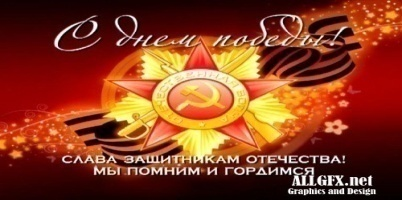 С днем победы!
СЛАВА ЗАЩИТНИКАМ ОТЕЧЕСТВА!
МЫ ПОМНИМ И ГОРДИМСЯ
ALLGFX.net
Graphics and Design